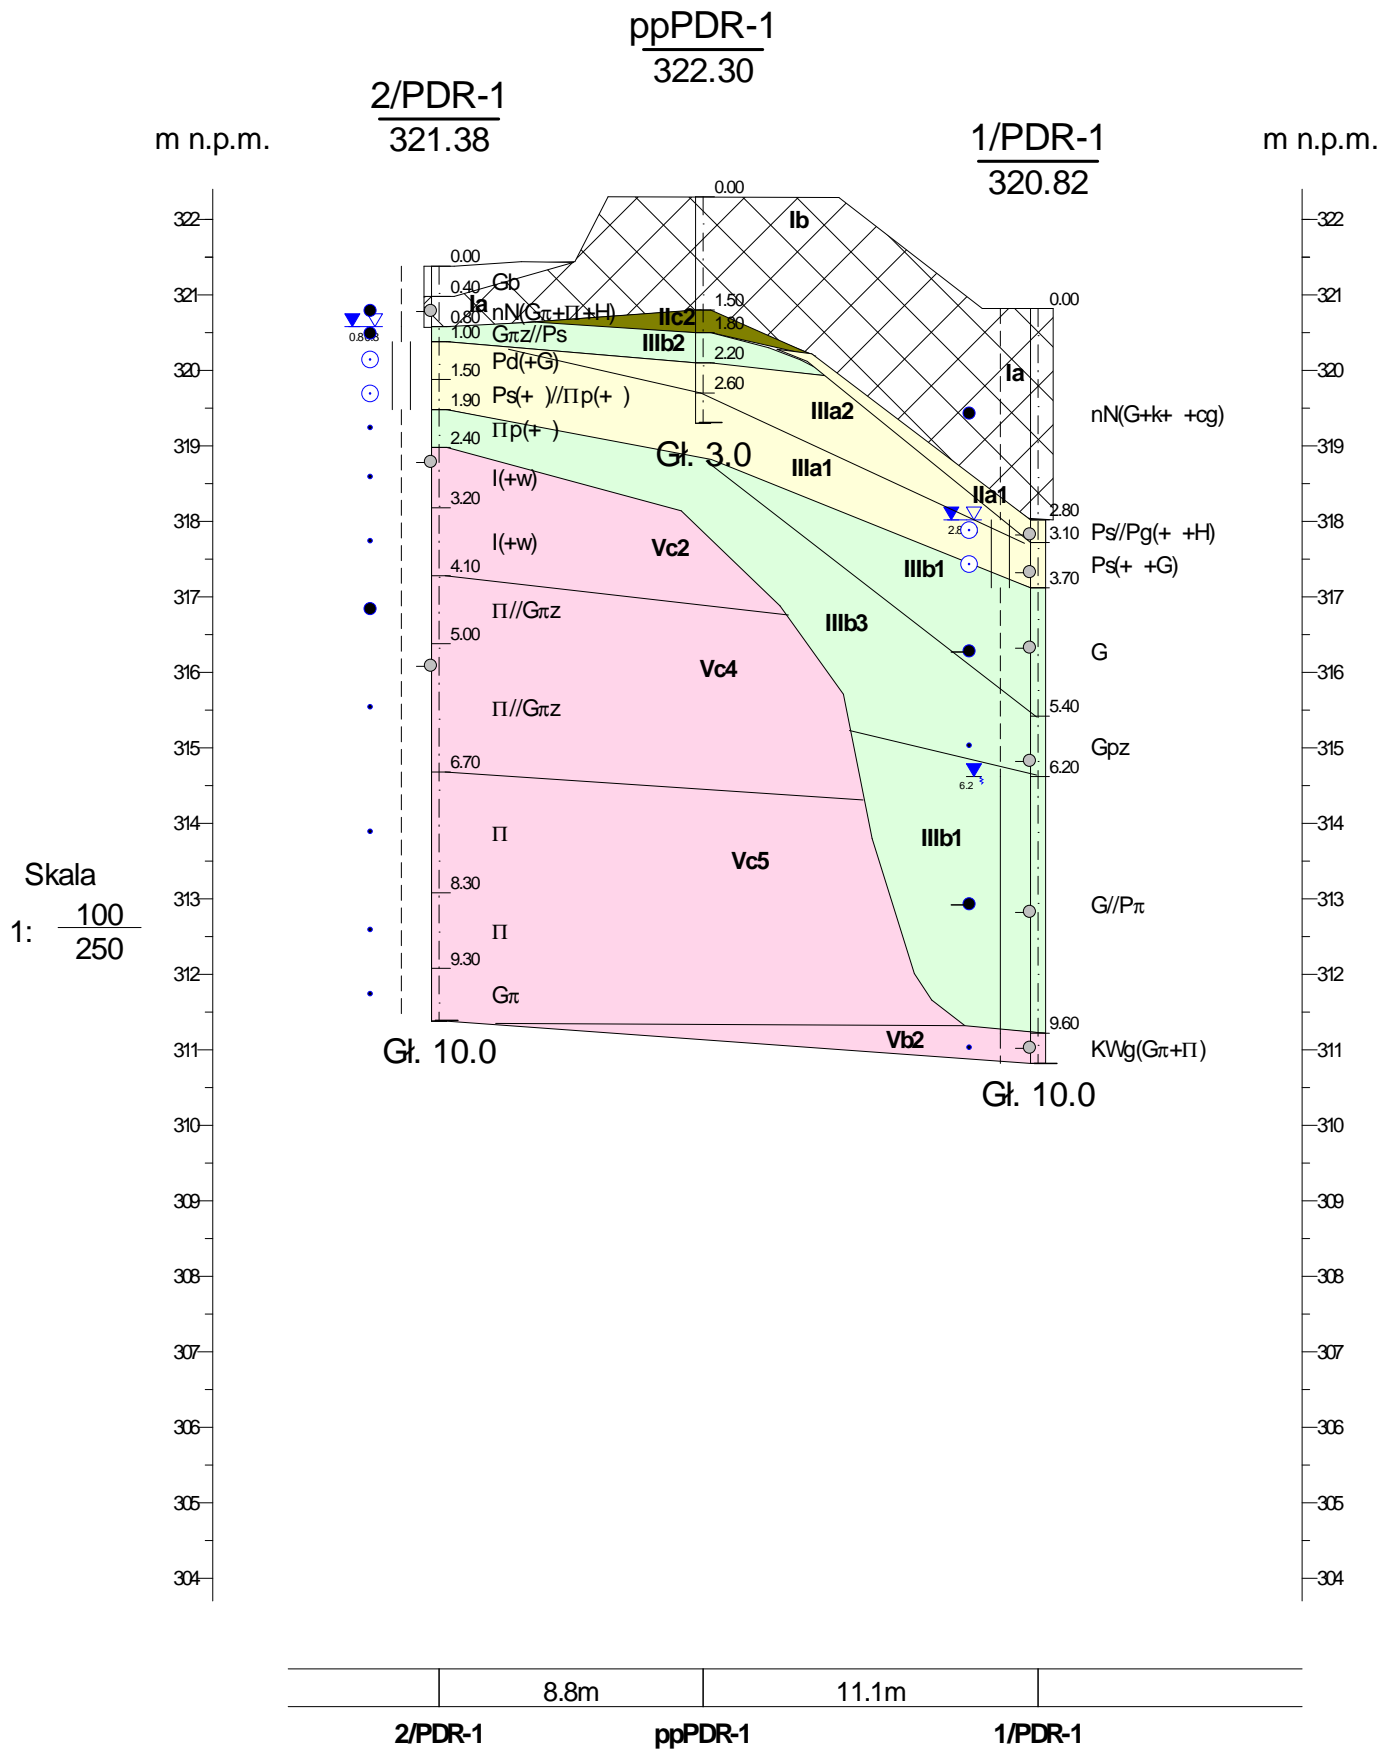 ppPDR-1
322.30
2/PDR-1
321.38
1/PDR-1
320.82
m n.p.m.
m n.p.m.
322
321
320
319
318
317
316
315
314
313
312
311
310
309
308
307
306
305
304
322
321
320
319
318
317
316
315
314
313
312
311
310
309
308
307
306
305
304
Skala
1: 100
250
0.00
0.40
0.80
1.00
1.50
1.90
2.40
3.20
4.10
5.00
6.70
8.30
9.30
Gb
nN(Gπ+Π+H)
Gπz//Ps
Pd(+G)
Ps(+ )//Πp(+ )
Πp(+ )
I(+w)
I(+w)
Π//Gπz
Π//Gπz
Π
Π
Gπ
Gł. 10.0
0.00
1.50
1.80
2.20
2.60
Gł. 3.0
0.00
2.80
3.10
3.70
5.40
6.20
9.60
nN(G+k+ +cg)
Ps//Pg(+ +H)
Ps(+ +G)
G
Gpz
G//Pπ
KWg(Gπ+Π)
Gł. 10.0
6.2
Ib
Ia
Ia
IIc2
IIIb2
IIIa2
IIIa1
IIa1
IIIb1
IIIb3
IIIb1
Vc2
Vc4
Vc5
Vb2
8.8m
11.1m
2/PDR-1
ppPDR-1
1/PDR-1